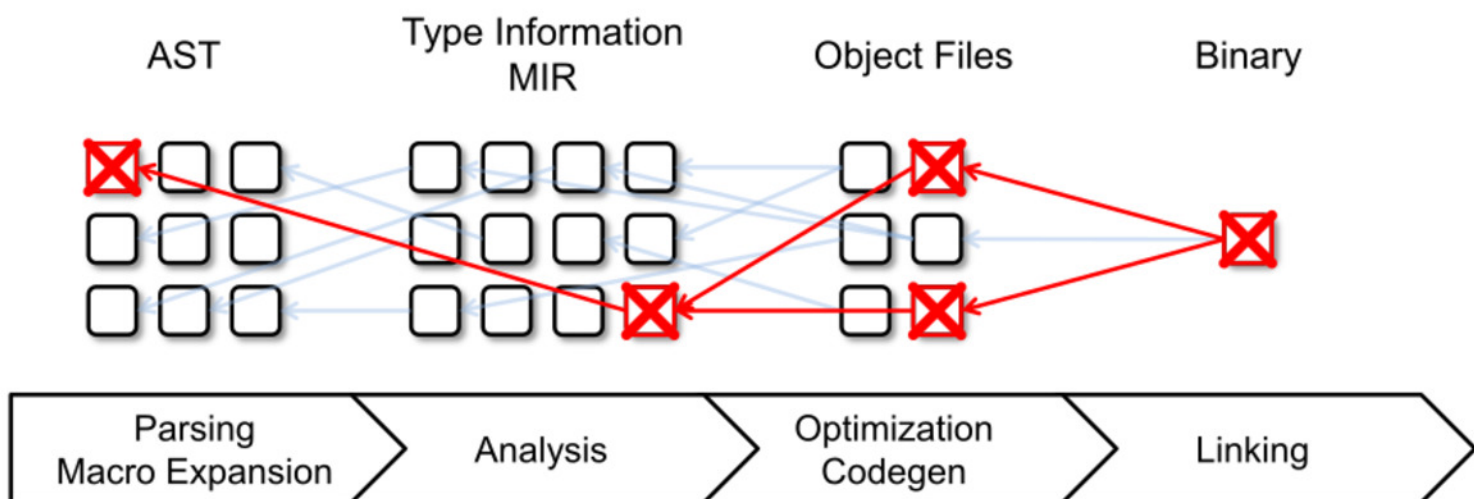 AST
Type Information
MIR
Object Files
Binary
Parsing
Macro Expansion
Analysis
Optimization
Codegen
Linking